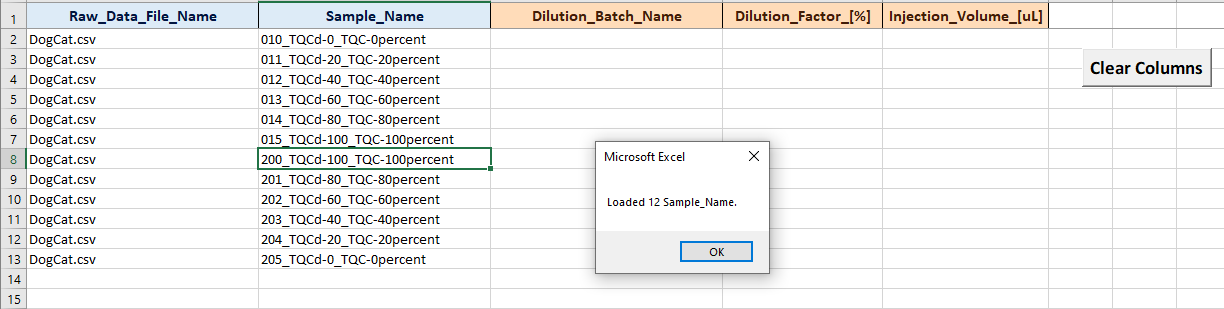 1 Raw_Data_File_Name Sample_Name Dilution_Batch_Name Dilution_Factor_[%] Injection_Volume_[uL]
2 DogCat.csv 010_TQCd-0_TQC-0percent
3 DogCat.csv 011_TQCd-20_TQC-20percent
4 DogCat.csv 012_TQCd-40_TQC-40percent
5 DogCat.csv 013_TQCd-60_TQC-60percent
6 DogCat.csv 014_TQCd-80_TQC-80percent
7 DogCat.csv 015_TQCd-100_TQC-100percent
8 DogCat.csv 200_TQCd-100_TQC-100percent
9 DogCat.csv 201_TQCd-80_TQC-80percent
10 DogCat.csv 202_TQCd-60_TQC-60percent
11 DogCat.csv 203_TQCd-40_TQC-40percent
12 DogCat.csv 204_TQCd-20_TQC-20percent
13 DogCat.csv 205_TQCd-0_TQC-0percent
14
15
Clear Columns
Microsoft Excel
Loaded 12 Sample_Name.
OK